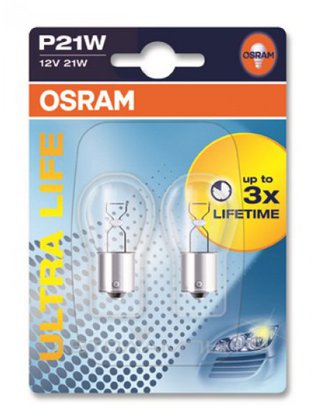 P21W
12V 21W
OSRAM
OSRAM
ULTRA LIFE
up to
3x
LIFETIME